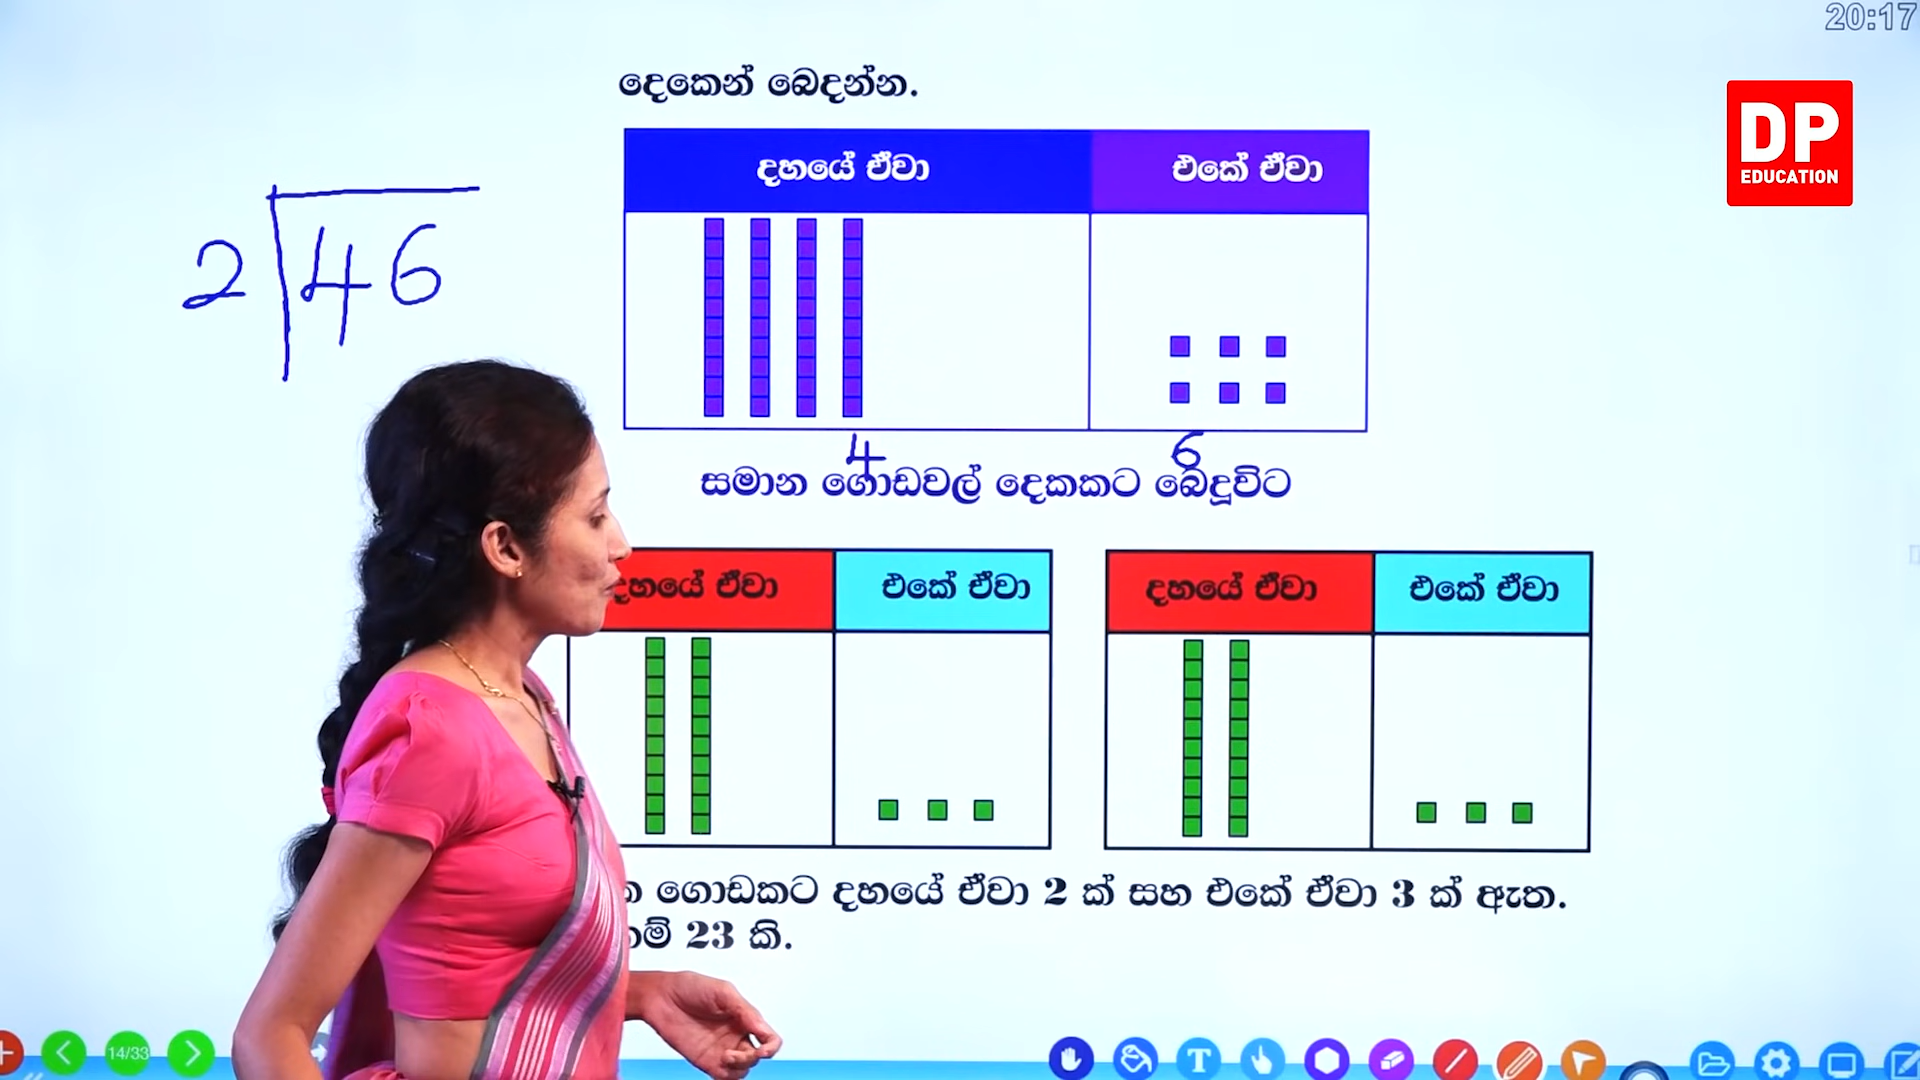 20:17
දෙකෙන් බෙදන්න.
DP
EDUCATION
දහයේ ඒවා එකේ ඒවා
2 46
4 6
සමාන ගොඩවල් දෙකකට බෙදූවිට
දහයේ ඒවා එකේ ඒවා දහයේ ඒවා එකේ ඒවා
ගොඩකට දහයේ ඒවා 2 ක් සහ එකේ ඒවා 3 ක් ඇත.
23 කි.
14/33
T